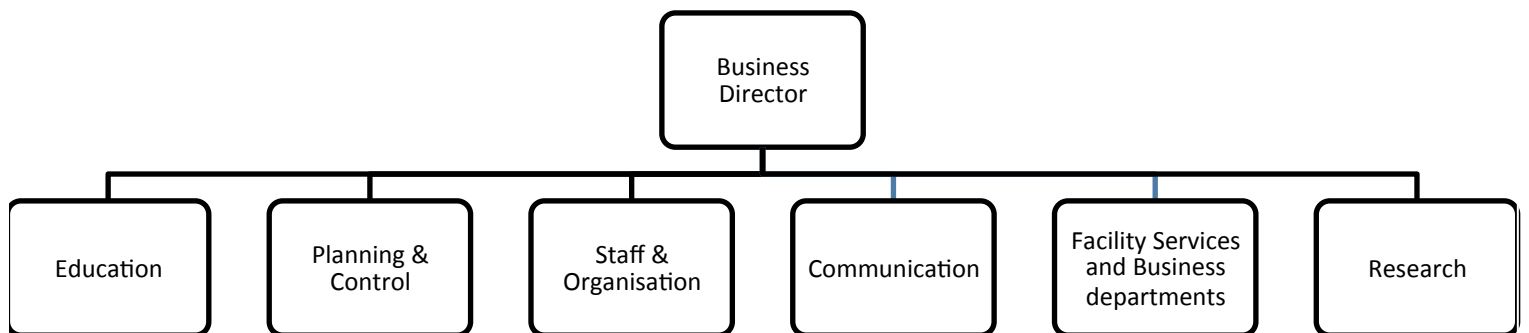 Business
Director
Education
Planning &
Control
Staff &
Organisation
Communication
Facility Services
and Business
departments
Research